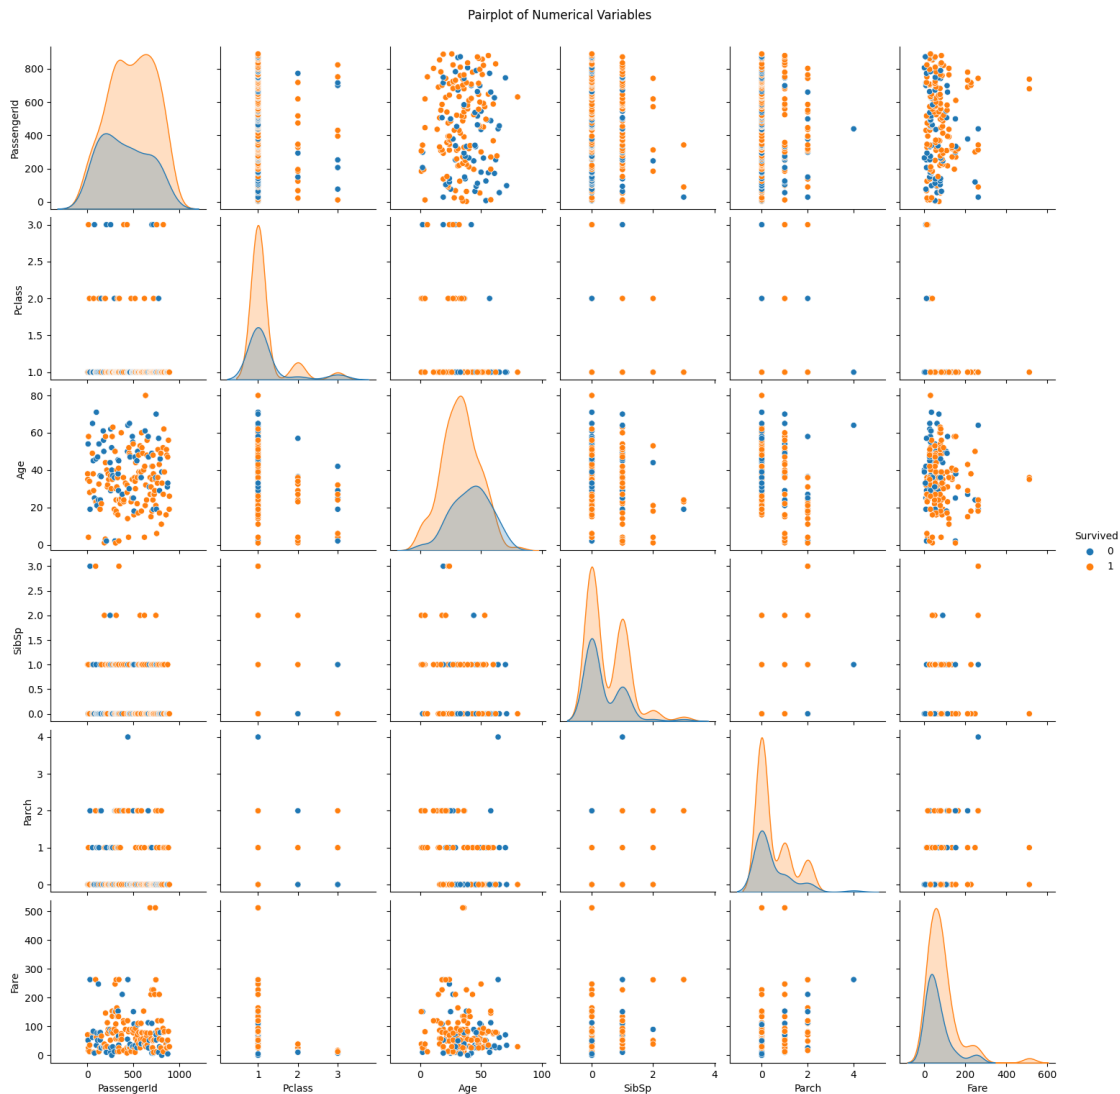 Pairplot of Numerical Variables
PassengerId
800
600
400
200
0
Pclass
3.0
2.5
2.0
1.5
1.0
Age
80
60
40
20
0
SibSp
3.0
2.5
2.0
1.5
1.0
0.5
0.0
Parch
4
3
2
1
0
Fare
500
400
300
200
100
0
0 1000
PassengerId
1 2 3
Pclass
0 50 100
Age
0 2 4
SibSp
0 2 4
Parch
0 200 400 600
Fare
Survived
0
1